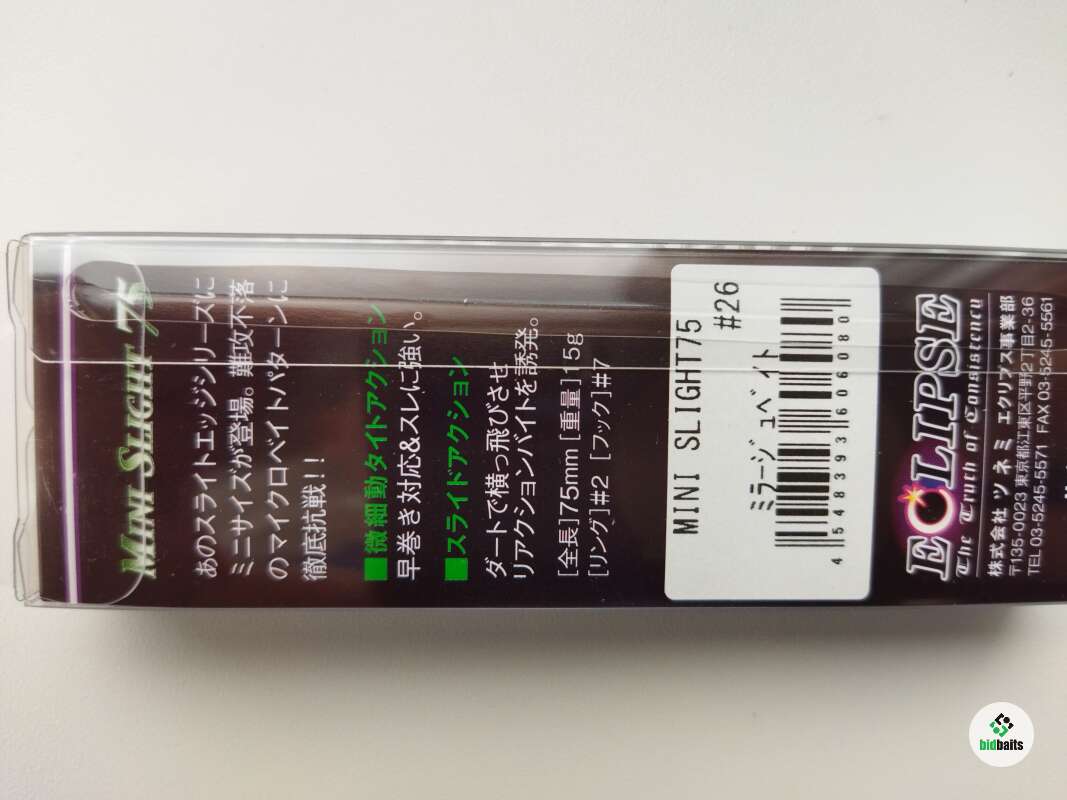 MINI SLIGHT 75
あのスライトエッジシリーズに
ミニサイズが登場。難攻不落
のマイクロベイトパターンに
徹底抗戦!!
■微細動タイトアクション
早巻き対応&スレに強い。
■スライドアクション
ダートで横っ飛びさせ
リアクションバイトを誘発。
[全長]75mm[重量]15g
[リング]#2 [フック]#7
MINI SLIGHT75
#26
ミラージュベイト
4548393606080
ECLIPSE
The Truth of Consistency
株式会社ツネミ エクリプス事業部
〒135-0023 東京都江東区平野2丁目2-36
TEL 03-5245-5571 FAX 03-5245-5561
bidbaits